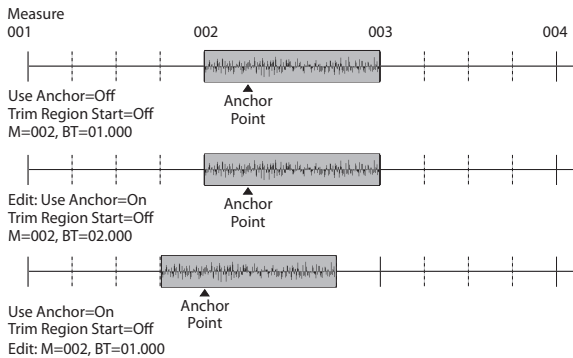 Measure
001 002 003 004
Use Anchor=Off
Trim Region Start=Off
M=002, BT=01.000
Anchor
Point
Edit: Use Anchor=On
Trim Region Start=Off
M=002, BT=02.000
Anchor
Point
Use Anchor=On
Trim Region Start=Off
Edit: M=002, BT=01.000
Anchor
Point